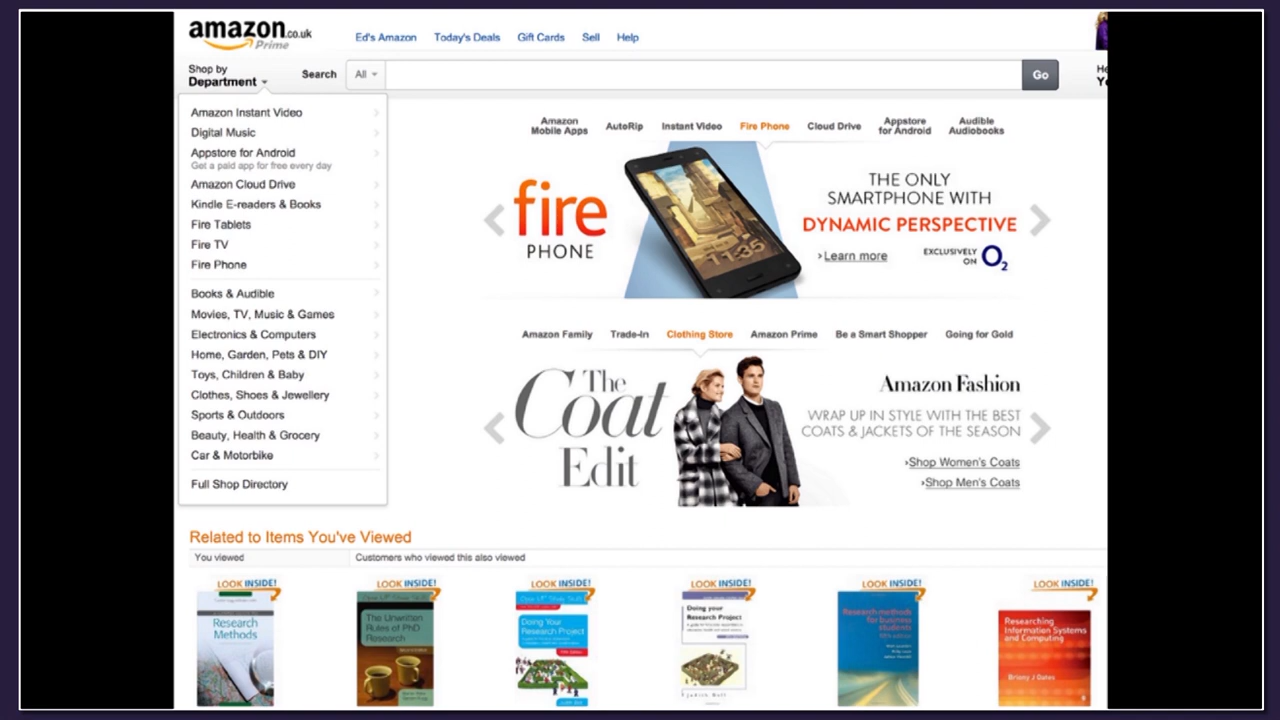 amazon.co.uk
Prime
Ed's Amazon Today's Deals Gift Cards Sell Help
Shop by
Department
Search All Go
Amazon Instant Video
Digital Music
Appstore for Android
Get a paid app for free every day
Amazon Cloud Drive
Kindle E-readers & Books
Fire Tablets
Fire TV
Fire Phone
Books & Audible
Movies, TV, Music & Games
Electronics & Computers
Home, Garden, Pets & DIY
Toys, Children & Baby
Clothes, Shoes & Jewellery
Sports & Outdoors
Beauty, Health & Grocery
Car & Motorbike
Full Shop Directory
Amazon Mobile Apps AutoRip Instant Video Fire Phone Cloud Drive Appstore for Android Audible Audiobooks
fire
PHONE
11:35
THE ONLY
SMARTPHONE WITH
DYNAMIC PERSPECTIVE
›Learn more
EXCLUSIVELY
ON O2
Amazon Family Trade-In Clothing Store Amazon Prime Be a Smart Shopper Going for Gold
The
Coat
Edit
Amazon Fashion
WRAP UP IN STYLE WITH THE BEST
COATS & JACKETS OF THE SEASON
›Shop Women's Coats
›Shop Men's Coats
Related to Items You've Viewed
You viewed Customers who viewed this also viewed
LOOK INSIDE! LOOK INSIDE! LOOK INSIDE! LOOK INSIDE! LOOK INSIDE! LOOK INSIDE!
Research
Methods
The Unwritten
Rules of PhD
Research
Doing Your
Research Project
Doing your
Research Project
Judith Bell
Research methods
for business
students
fifth edition
Researching
Information Systems
and Computing
Briony J Oates